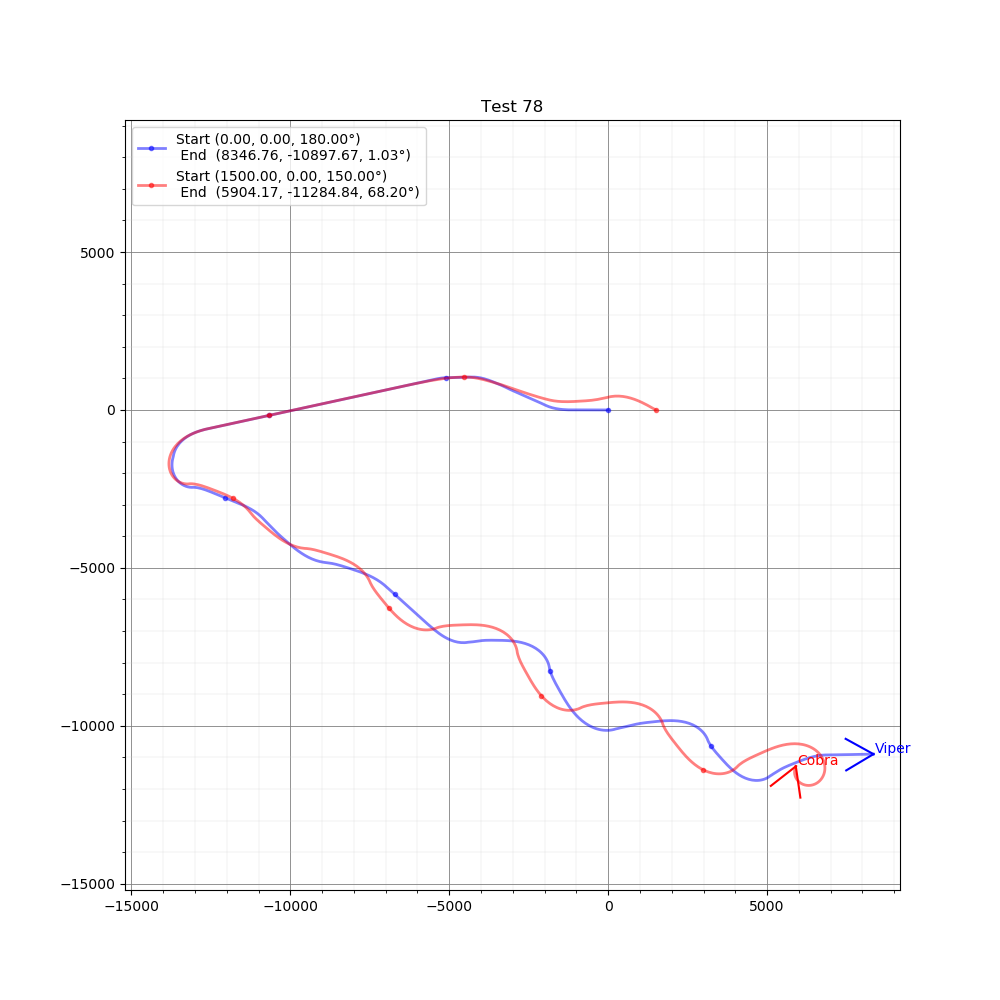 Test 78
Start (0.00, 0.00, 180.00°)
End (8346.76, -10897.67, 1.03°)
Start (1500.00, 0.00, 150.00°)
End (5904.17, -11284.84, 68.20°)
5000
0
−5000
−10000
−15000
Viper
Cobra
−15000
−10000
−5000
0
5000